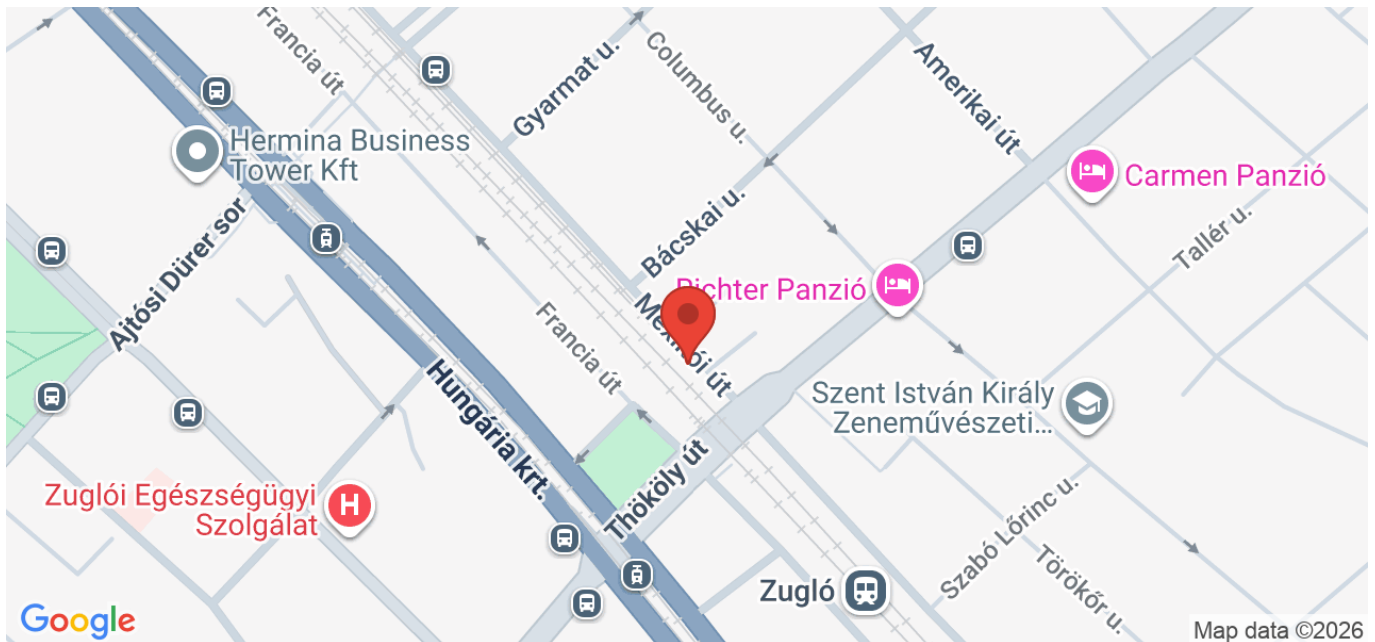 Francia út
Gyarmat u.
Columbus u.
Amerikai út
Hermina Business
Tower Kft
Carmen Panzió
Ajtósi Dürer sor
Bácskai u.
Tallér u.
Richter Panzió
Mexikói út
Francia út
Hungária krt.
Szent István Király
Zeneművészeti...
Thököly út
Zuglói Egészségügyi
Szolgálat
H
Szabó Lőrinc u.
Törökőr u.
Zugló
Google
Map data ©2026